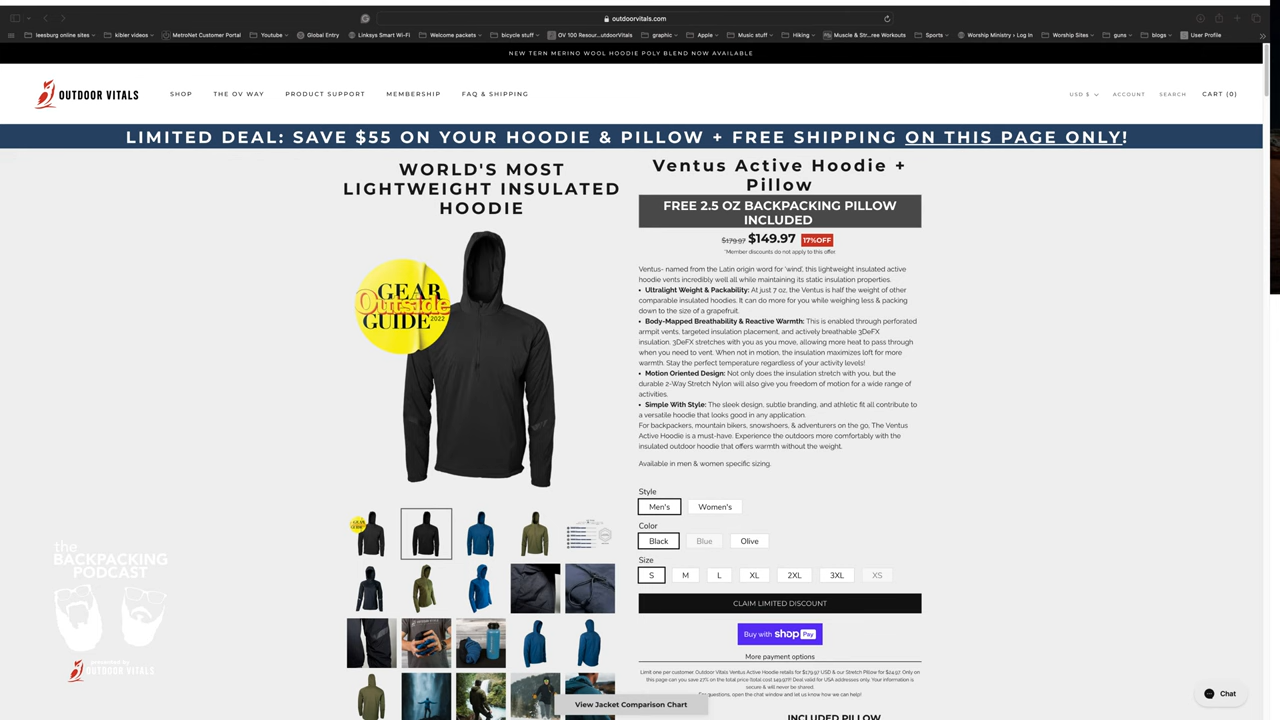 outdoorvitals.com
leesburg online sites
kibler videos
MetroNet Customer Portal
Youtube
Global Entry
Linksys Smart Wi-Fi
Welcome packets
bicycle stuff
OV 100 Resour...utdoorVitals
graphic
Apple
Music stuff
Hiking
Muscle & Str...ree Workouts
Sports
Worship Ministry › Log In
Worship Sites
guns
blogs
User Profile
NEW TERN MERINO WOOL HOODIE POLY BLEND NOW AVAILABLE
OUTDOOR VITALS
SHOP
THE OV WAY
PRODUCT SUPPORT
MEMBERSHIP
FAQ & SHIPPING
USD $
ACCOUNT
SEARCH
CART (0)
LIMITED DEAL: SAVE $55 ON YOUR HOODIE & PILLOW + FREE SHIPPING ON THIS PAGE ONLY!
WORLD'S MOST
LIGHTWEIGHT INSULATED
HOODIE
GEAR
Outside
GUIDE 2022
Ventus Active Hoodie +
Pillow
FREE 2.5 OZ BACKPACKING PILLOW
INCLUDED
$179.97 $149.97 17%OFF
*Member discounts do not apply to this offer.
Ventus- named from the Latin origin word for 'wind', this lightweight insulated active
hoodie vents incredibly well all while maintaining its static insulation properties.
• Ultralight Weight & Packability: At just 7 oz, the Ventus is half the weight of other
comparable insulated hoodies. It can do more for you while weighing less & packing
down to the size of a grapefruit.
• Body-Mapped Breathability & Reactive Warmth: This is enabled through perforated
armpit vents, targeted insulation placement, and actively breathable 3DeFX
insulation. 3DeFX stretches with you as you move, allowing more heat to pass through
when you need to vent. When not in motion, the insulation maximizes loft for more
warmth. Stay the perfect temperature regardless of your activity levels!
• Motion Oriented Design: Not only does the insulation stretch with you, but the
durable 2-Way Stretch Nylon will also give you freedom of motion for a wide range of
activities.
• Simple With Style: The sleek design, subtle branding, and athletic fit all contribute to
a versatile hoodie that looks good in any application.
For backpackers, mountain bikers, snowshoers, & adventurers on the go, The Ventus
Active Hoodie is a must-have. Experience the outdoors more comfortably with the
insulated outdoor hoodie that offers warmth without the weight.
Available in men & women specific sizing.
Style
Men's
Women's
Color
Black
Blue
Olive
Size
S
M
L
XL
2XL
3XL
XS
CLAIM LIMITED DISCOUNT
Buy with shop Pay
More payment options
Limit one per customer Outdoor Vitals Ventus Active Hoodie retails for $179.97 USD & our Stretch Pillow for $24.97. Only on
this page can you save 27% on the total price (total cost 149.97)!! Deal valid for USA addresses only. Your information is
secure & will never be shared.
questions, open the chat window and let us know how we can help!
INCLUDED PILLOW
View Jacket Comparison Chart
Chat
the
BACKPACKING
PODCAST
presented by
OUTDOOR VITALS